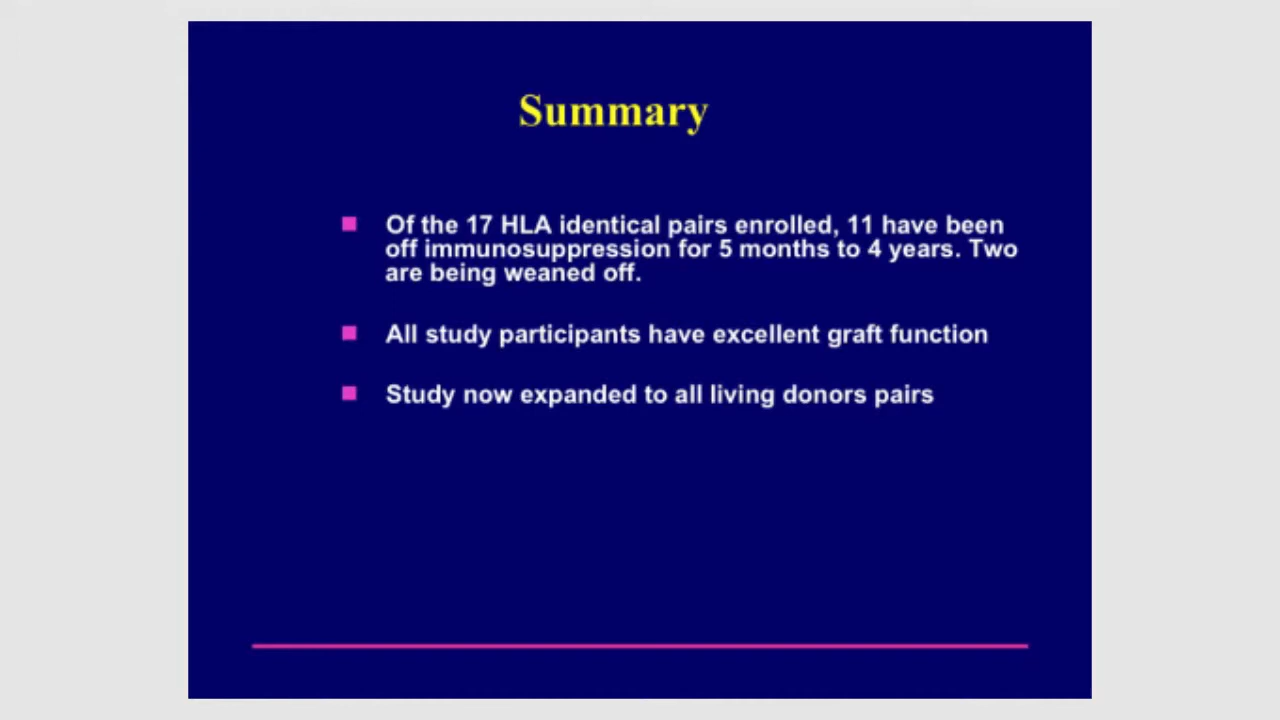 Summary
Of the 17 HLA identical pairs enrolled, 11 have been
off immunosuppression for 5 months to 4 years. Two
are being weaned off.
All study participants have excellent graft function
Study now expanded to all living donors pairs